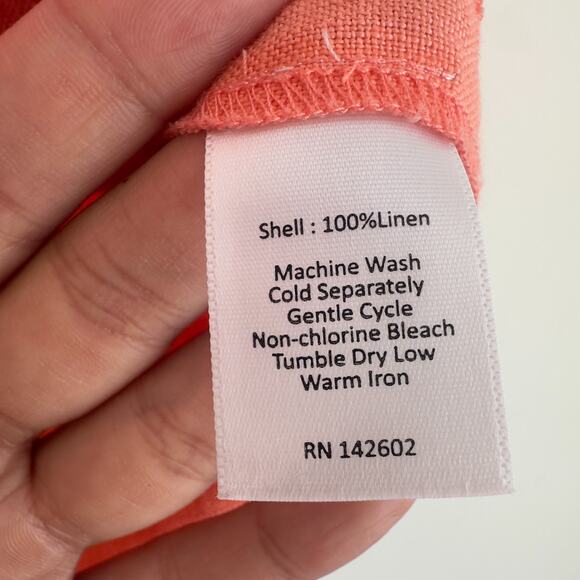 Shell : 100%Linen
Machine Wash
Cold Separately
Gentle Cycle
Non-chlorine Bleach
Tumble Dry Low
Warm Iron
RN 142602